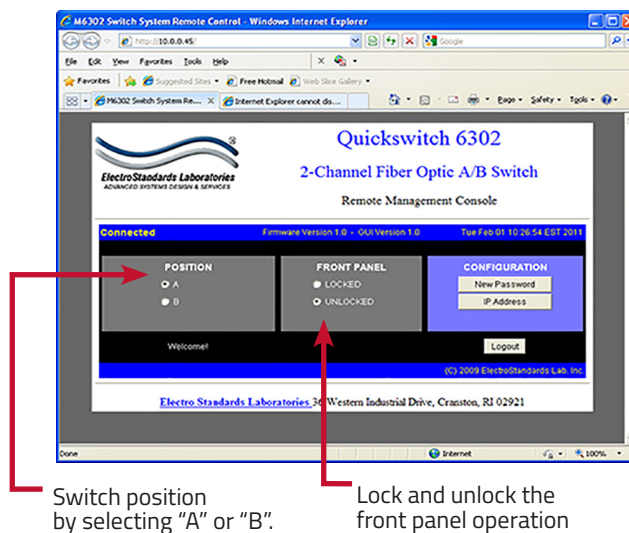 M6302 Switch System Remote Control - Windows Internet Explorer
http://10.0.0.45/
Google
File Edit View Favorites Tools Help
Favorites Suggested Sites Free Hotmail Web Slice Gallery
M6302 Switch System Re... X Internet Explorer cannot dis...
Page Safety Tools
ElectroStandards Laboratories
ADVANCED SYSTEMS DESIGN & SERVICES
Quickswitch 6302
2-Channel Fiber Optic A/B Switch
Remote Management Console
Connected Firmware Version 1.0 - GUI Version 1.0 Tue Feb 01 10:26:54 EST 2011
POSITION
A
B
FRONT PANEL
LOCKED
UNLOCKED
CONFIGURATION
New Password
IP Address
Welcome!
Logout
(C) 2009 ElectroStandards Lab. Inc.
Electro Standards Laboratories 36 Western Industrial Drive, Cranston, RI 02921
Done Internet 100%
Switch position
by selecting “A” or “B”.
Lock and unlock the
front panel operation